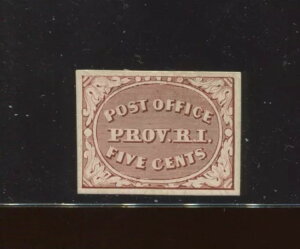 POST OFFICE
PROV. R. I.
FIVE CENTS